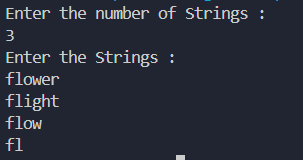 Enter the number of Strings :
3
Enter the Strings :
flower
flight
flow
fl